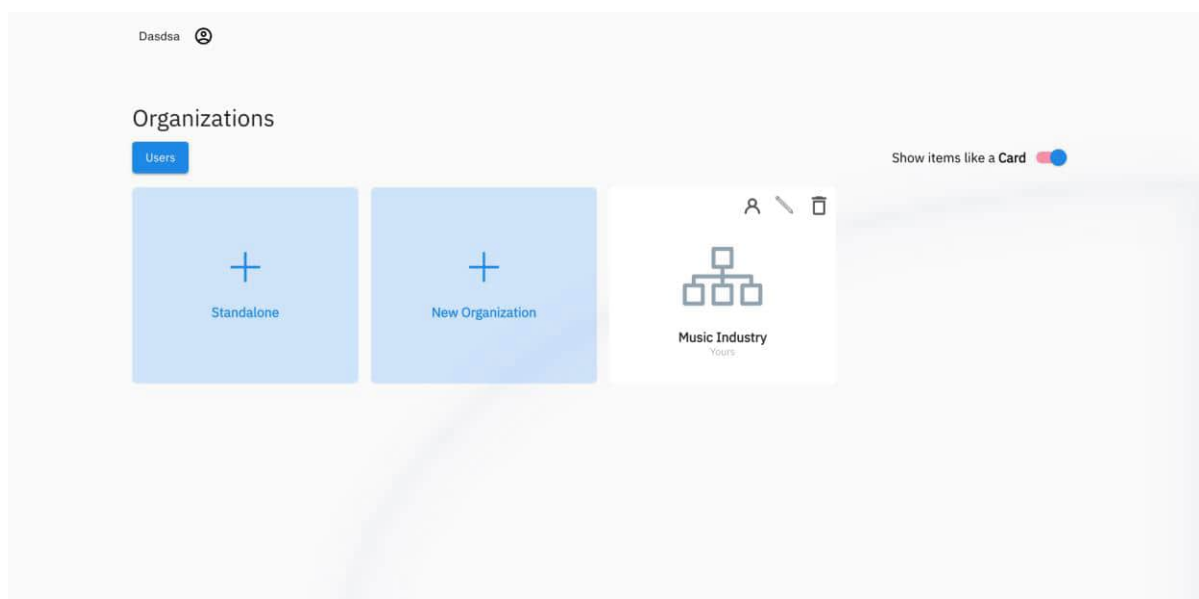 Dasdsa
Organizations
Users
Show items like a Card
Standalone
New Organization
Music Industry
Yours